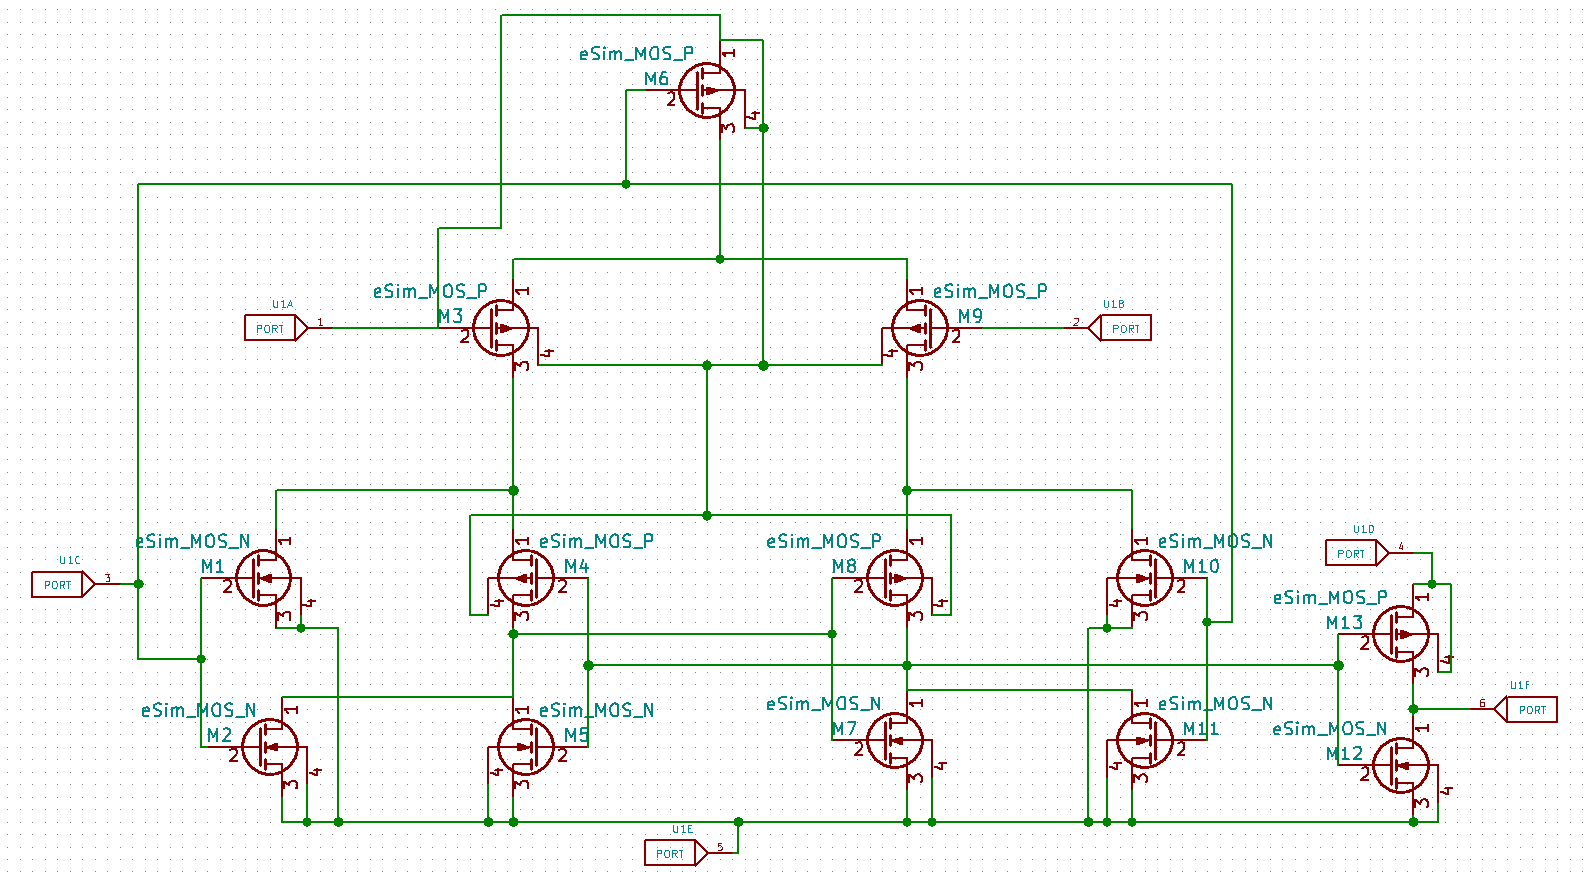 eSim_MOS_P
M6
1
2
3
4
eSim_MOS_P
M3
1
2
3
4
eSim_MOS_P
M9
1
2
3
4
U1A
PORT
1
U1B
PORT
2
eSim_MOS_N
M1
1
2
3
4
eSim_MOS_P
M4
1
2
3
4
eSim_MOS_P
M8
1
2
3
4
eSim_MOS_N
M10
1
2
3
4
U1C
PORT
3
U1D
PORT
4
eSim_MOS_P
M13
1
2
3
4
eSim_MOS_N
M2
1
2
3
4
eSim_MOS_N
M5
1
2
3
4
eSim_MOS_N
M7
1
2
3
4
eSim_MOS_N
M11
1
2
3
4
U1F
PORT
6
eSim_MOS_N
M12
1
2
3
4
U1E
PORT
5